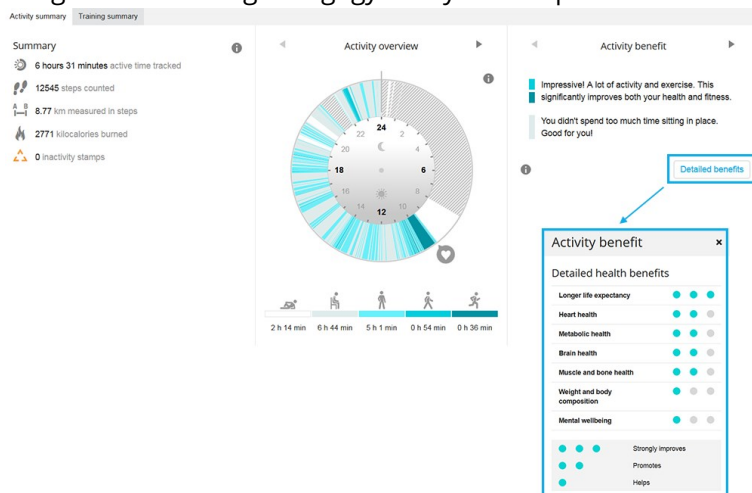 Activity summary Training summary
Summary
6 hours 31 minutes active time tracked
12545 steps counted
A B
8.77 km measured in steps
2771 kilocalories burned
0 inactivity stamps
Activity overview
24
22 2
20 4
18 6
16 8
14 10
12
2 h 14 min 6 h 44 min 5 h 1 min 0 h 54 min 0 h 36 min
Activity benefit
Impressive! A lot of activity and exercise. This
significantly improves both your health and fitness.
You didn't spend too much time sitting in place.
Good for you!
Detailed benefits
Activity benefit ×
Detailed health benefits
Longer life expectancy
Heart health
Metabolic health
Brain health
Muscle and bone health
Weight and body
composition
Mental wellbeing
Strongly improves
Promotes
Helps